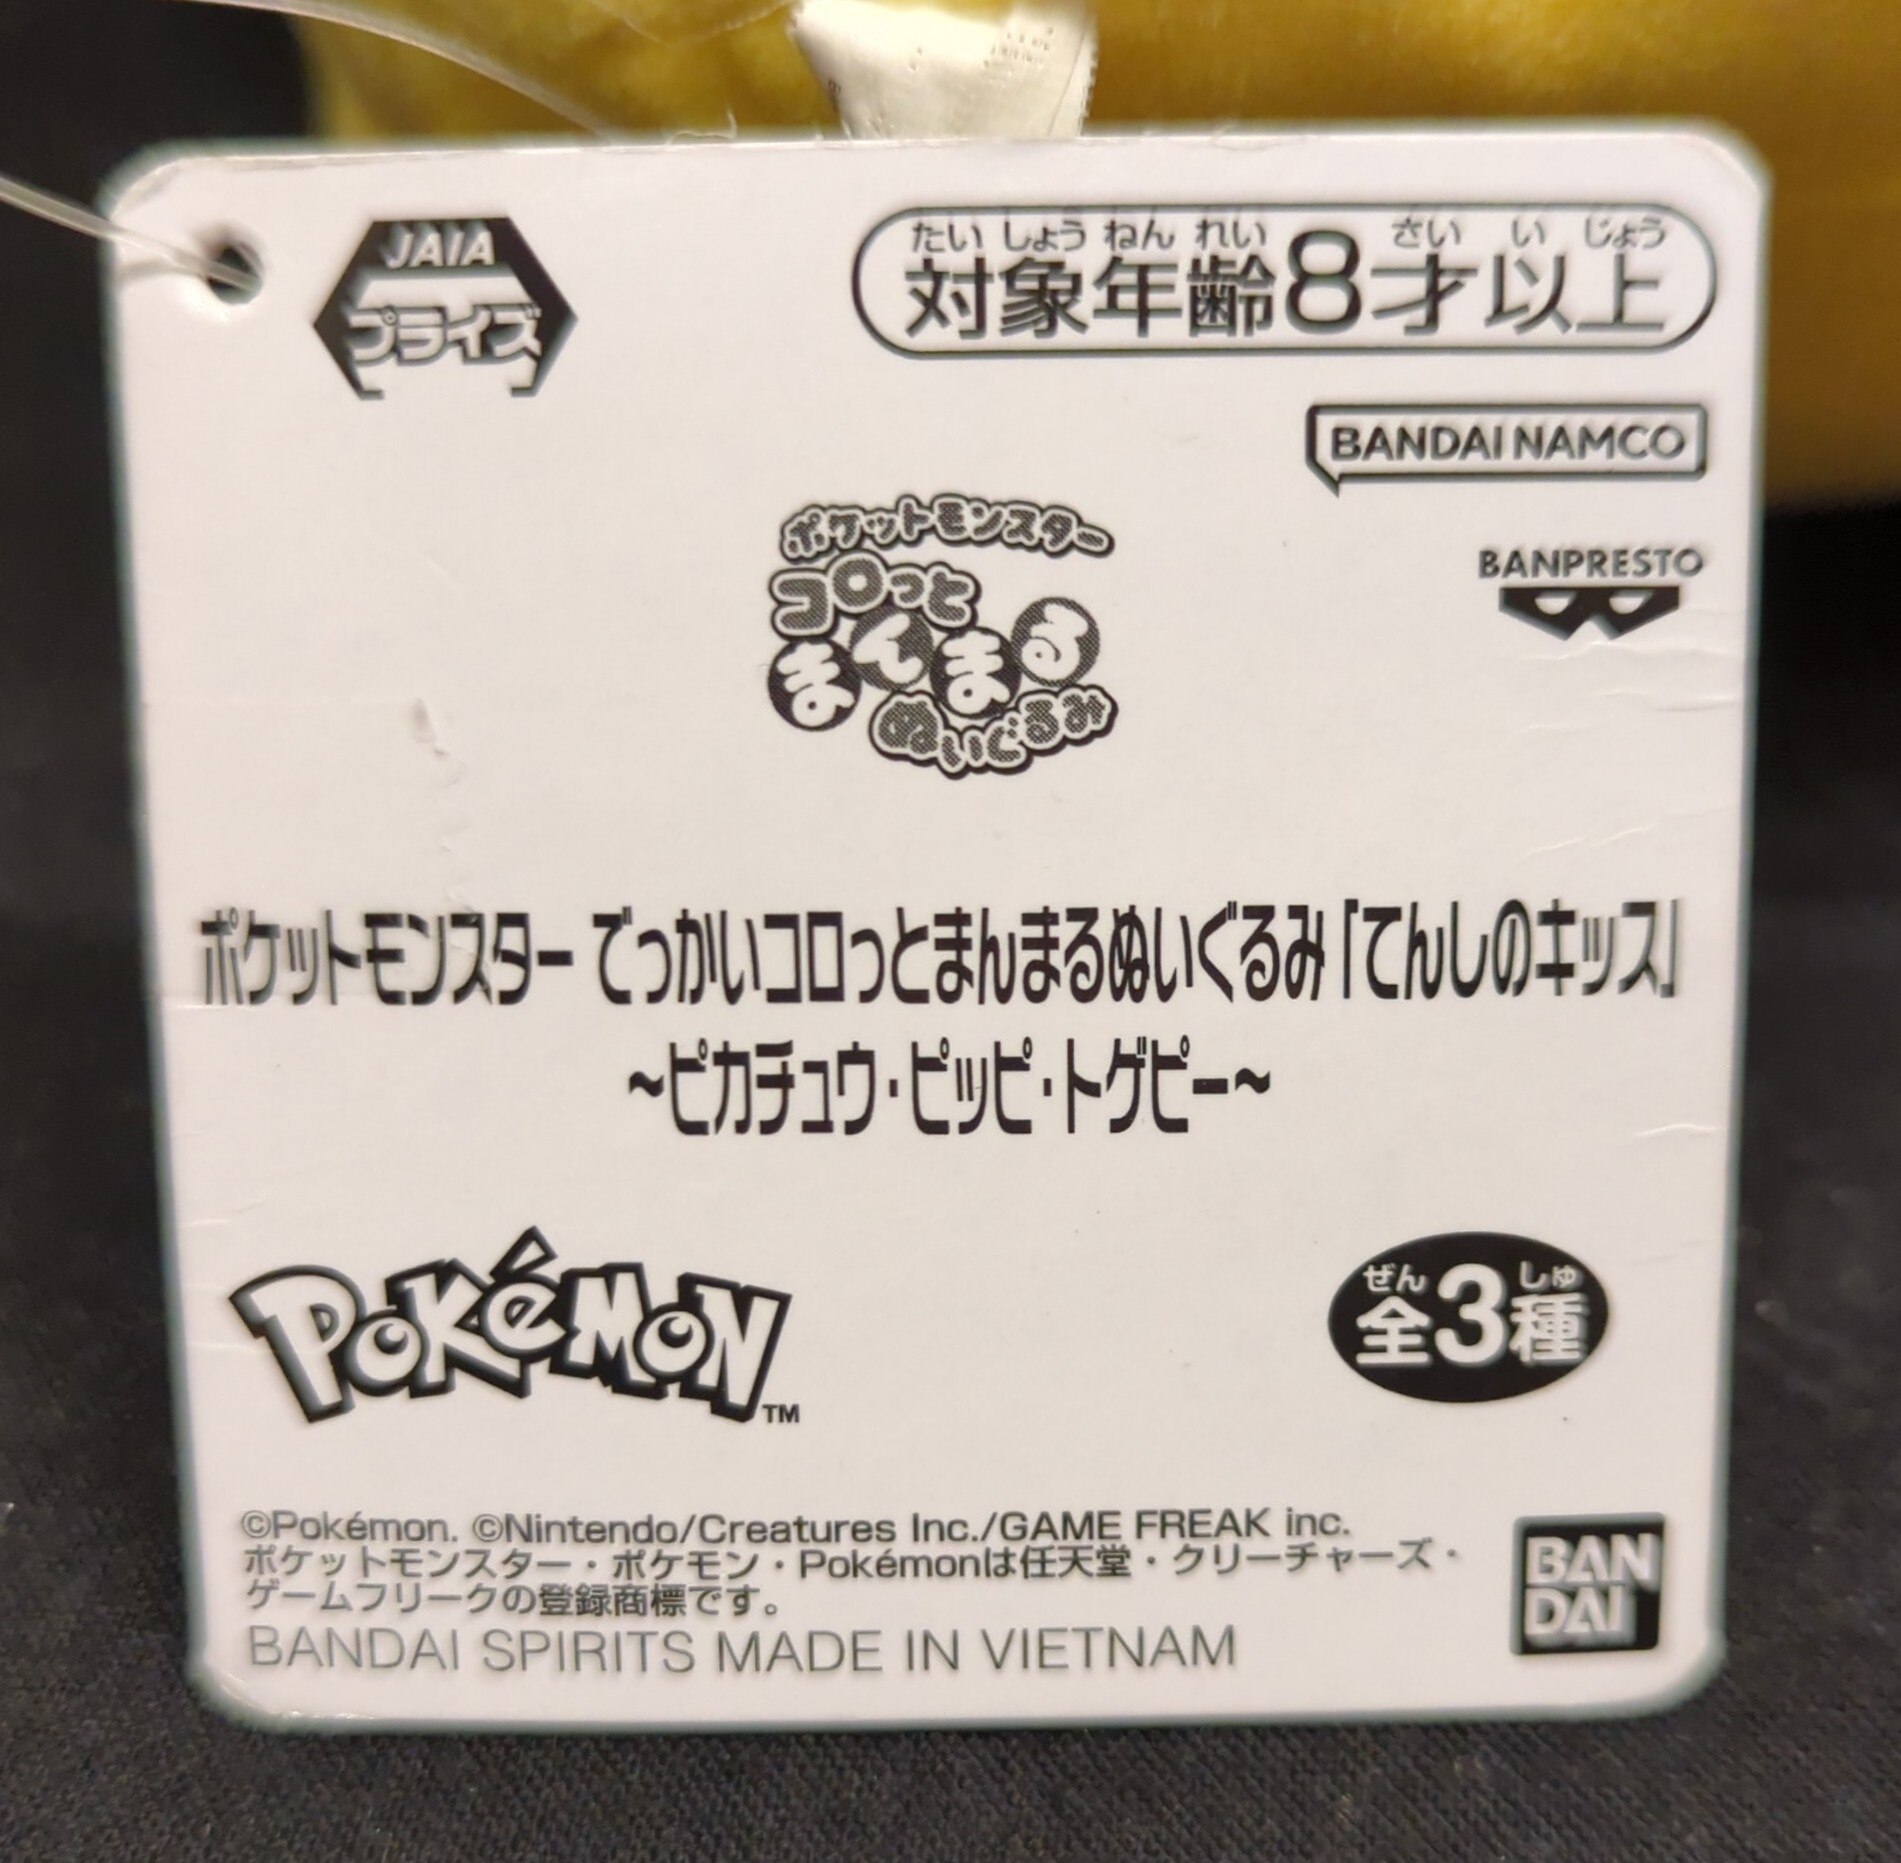 JAIA
プライズ
たいしょうねんれい さいいじょう
対象年齢8才以上
BANDAI NAMCO
BANPRESTO
ポケットモンスター
コロっと
まんまる
ぬいぐるみ
ポケットモンスター でっかいコロっとまんまるぬいぐるみ「てんしのキッス」
~ピカチュウ・ピッピ・トゲピー~
POKéMON TM
ぜん しゅ
全3種
©Pokémon. ©Nintendo/Creatures Inc./GAME FREAK inc.
ポケットモンスター・ポケモン・Pokémonは任天堂・クリーチャーズ・
ゲームフリークの登録商標です。
BANDAI SPIRITS MADE IN VIETNAM
BAN
DAI